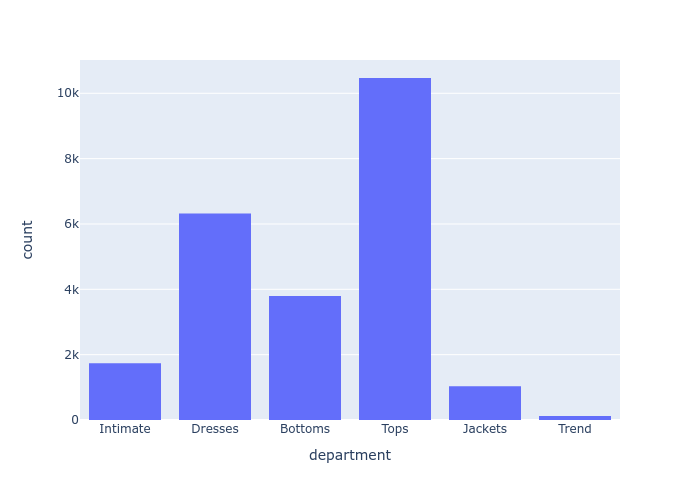 10k
8k
6k
4k
2k
0
count
Intimate Dresses Bottoms Tops Jackets Trend
department